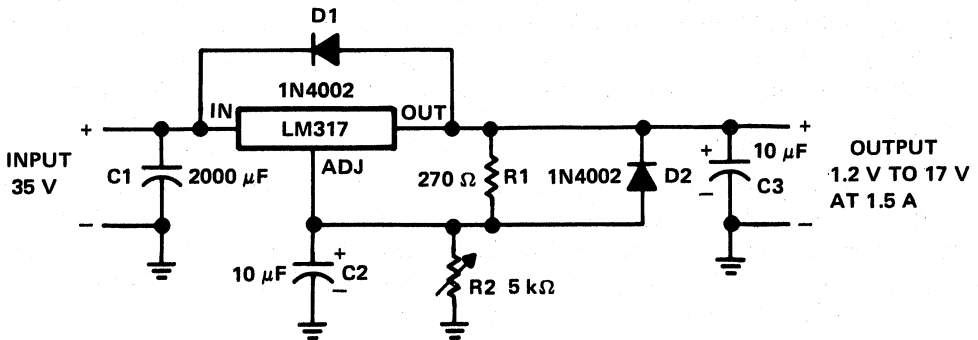 D1
1N4002
IN
OUT
LM317
ADJ
+
+
INPUT
35 V
C1
2000 µF
270 Ω
R1
1N4002
D2
+
10 µF
C3
−
OUTPUT
1.2 V TO 17 V
AT 1.5 A
−
−
10 µF
+
C2
−
R2 5 kΩ